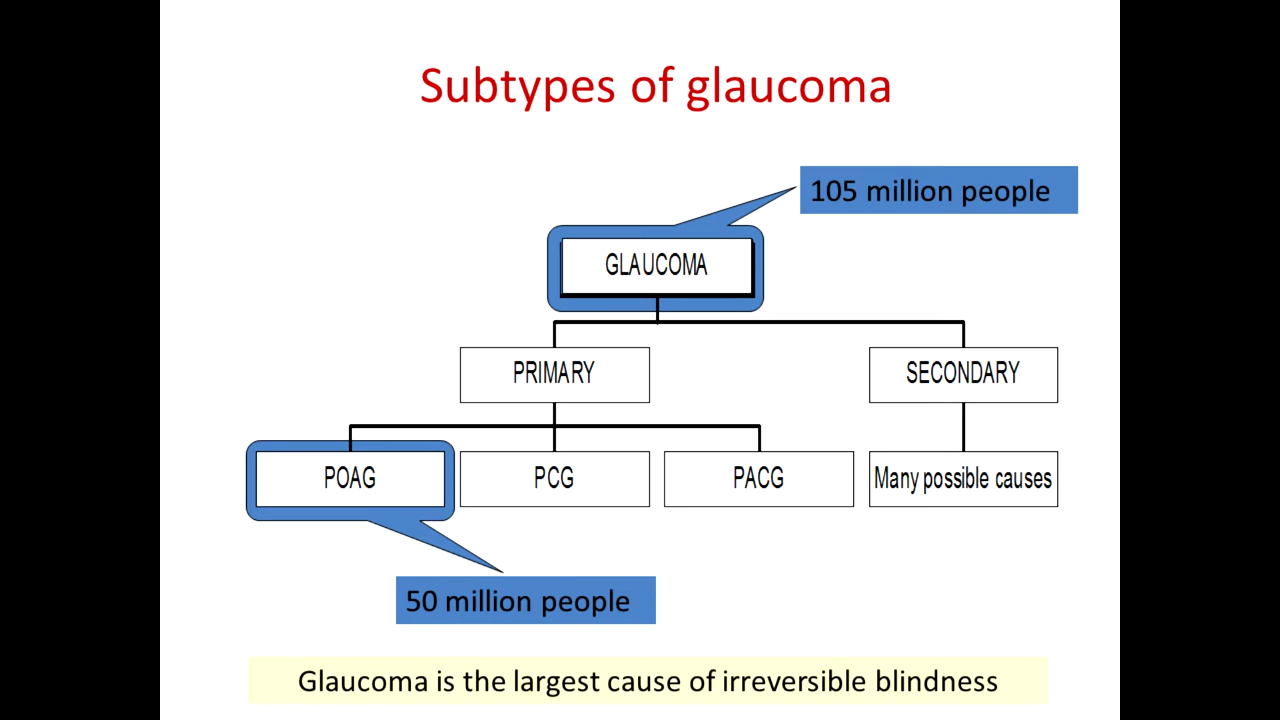 Subtypes of glaucoma
105 million people
GLAUCOMA
PRIMARY
SECONDARY
POAG
PCG
PACG
Many possible causes
50 million people
Glaucoma is the largest cause of irreversible blindness